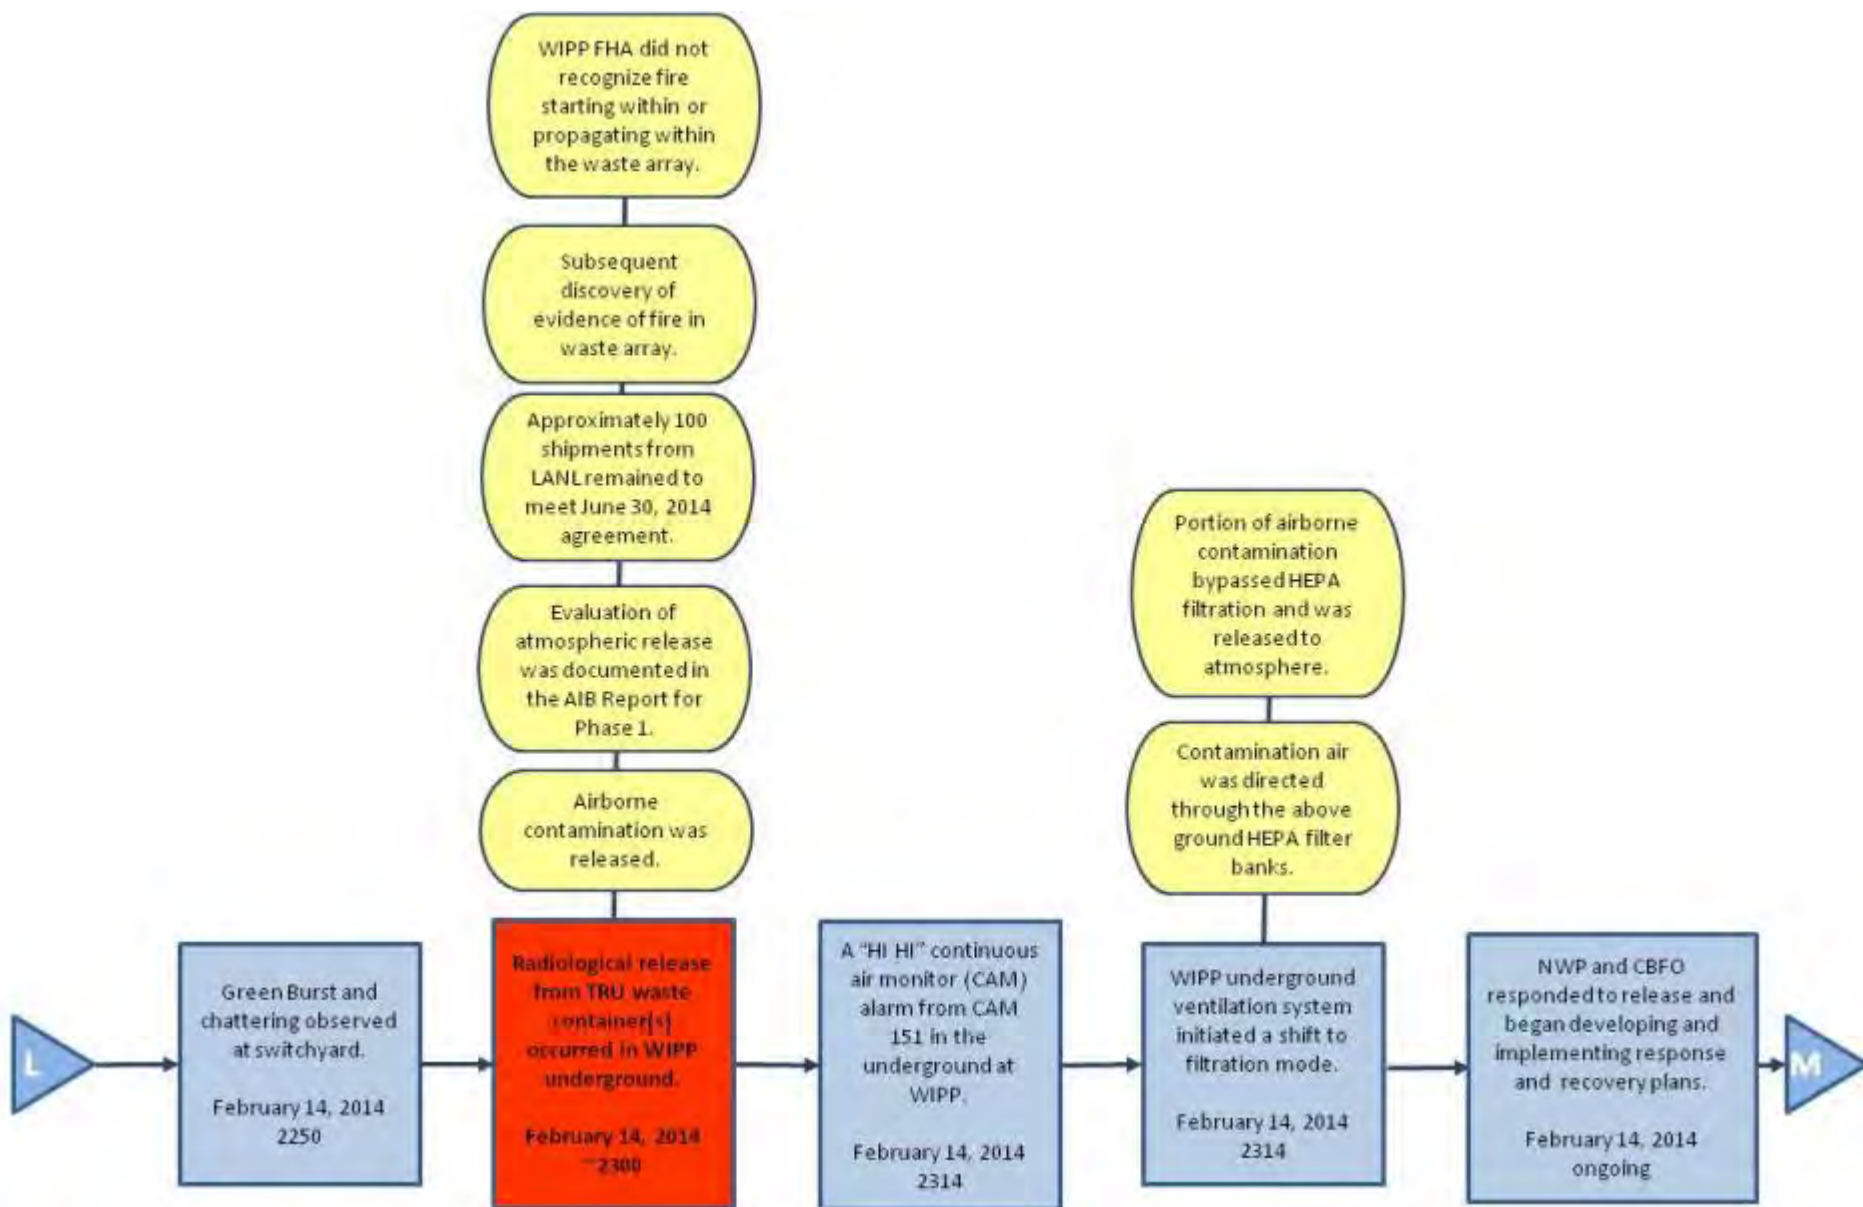 WIPP FHA did not
recognize fire
starting within or
propagating within
the waste array.
Subsequent
discovery of
evidence of fire in
waste array.
Approximately 100
shipments from
LANL remained to
meet June 30, 2014
agreement.
Evaluation of
atmospheric release
was documented in
the AIB Report for
Phase 1.
Airborne
contamination was
released.
Portion of airborne
contamination
bypassed HEPA
filtration and was
released to
atmosphere.
Contamination air
was directed
through the above
ground HEPA filter
banks.
L
Green Burst and
chattering observed
at switchyard.
February 14, 2014
2250
Radiological release
from TRU waste
container(s)
occurred in WIPP
underground.
February 14, 2014
~2300
A "HI HI" continuous
air monitor (CAM)
alarm from CAM
151 in the
underground at
WIPP.
February 14, 2014
2314
WIPP underground
ventilation system
initiated a shift to
filtration mode.
February 14, 2014
2314
NWP and CBFO
responded to release and
began developing and
implementing response
and recovery plans.
February 14, 2014
ongoing
M